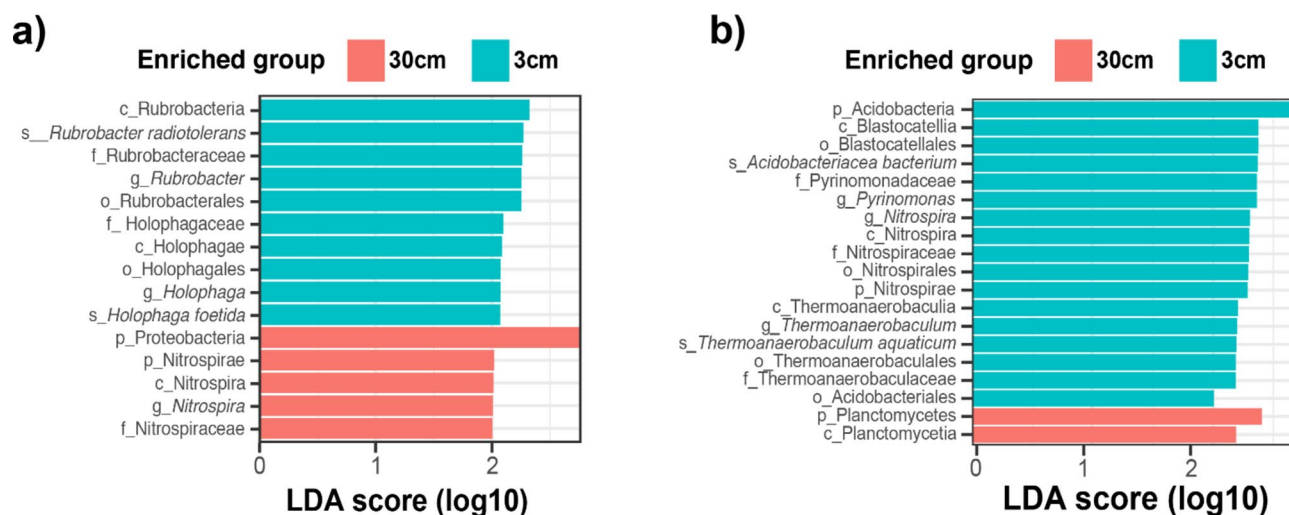 a)
Enriched group 30cm 3cm
c_Rubrobacteria
s__Rubrobacter radiotolerans
f_Rubrobacteraceae
g_Rubrobacter
o_Rubrobacterales
f_ Holophagaceae
c_Holophagae
o_Holophagales
g_Holophaga
s_Holophaga foetida
p_Proteobacteria
p_Nitrospirae
c_Nitrospira
g_Nitrospira
f_Nitrospiraceae
0 1 2
LDA score (log10)
b)
Enriched group 30cm 3cm
p_Acidobacteria
c_Blastocatellia
o_Blastocatellales
s_Acidobacteriacea bacterium
f_Pyrinomonadaceae
g_Pyrinomonas
g_Nitrospira
c_Nitrospira
f_Nitrospiraceae
o_Nitrospirales
p_Nitrospirae
c_Thermoanaerobaculia
g_Thermoanaerobaculum
s_Thermoanaerobaculum aquaticum
o_Thermoanaerobaculales
f_Thermoanaerobaculaceae
o_Acidobacteriales
p_Planctomycetes
c_Planctomycetia
0 1 2
LDA score (log10)